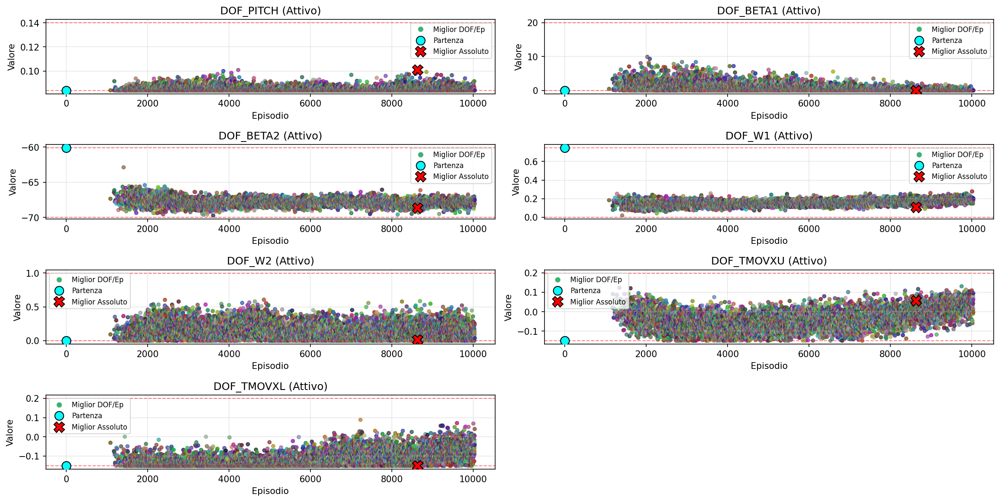 DOF_PITCH (Attivo)
0.14
0.12
0.10
Valore
Miglior DOF/Ep
Partenza
Miglior Assoluto
0 2000 4000 6000 8000 10000
Episodio
DOF_BETA1 (Attivo)
20
10
0
Valore
Miglior DOF/Ep
Partenza
Miglior Assoluto
0 2000 4000 6000 8000 10000
Episodio
DOF_BETA2 (Attivo)
−60
−65
−70
Valore
Miglior DOF/Ep
Partenza
Miglior Assoluto
0 2000 4000 6000 8000 10000
Episodio
DOF_W1 (Attivo)
0.6
0.4
0.2
0.0
Valore
Miglior DOF/Ep
Partenza
Miglior Assoluto
0 2000 4000 6000 8000 10000
Episodio
DOF_W2 (Attivo)
1.0
0.5
0.0
Valore
Miglior DOF/Ep
Partenza
Miglior Assoluto
0 2000 4000 6000 8000 10000
Episodio
DOF_TMOVXU (Attivo)
0.2
0.1
0.0
−0.1
Valore
Miglior DOF/Ep
Partenza
Miglior Assoluto
0 2000 4000 6000 8000 10000
Episodio
DOF_TMOVXL (Attivo)
0.2
0.1
0.0
−0.1
Valore
Miglior DOF/Ep
Partenza
Miglior Assoluto
0 2000 4000 6000 8000 10000
Episodio